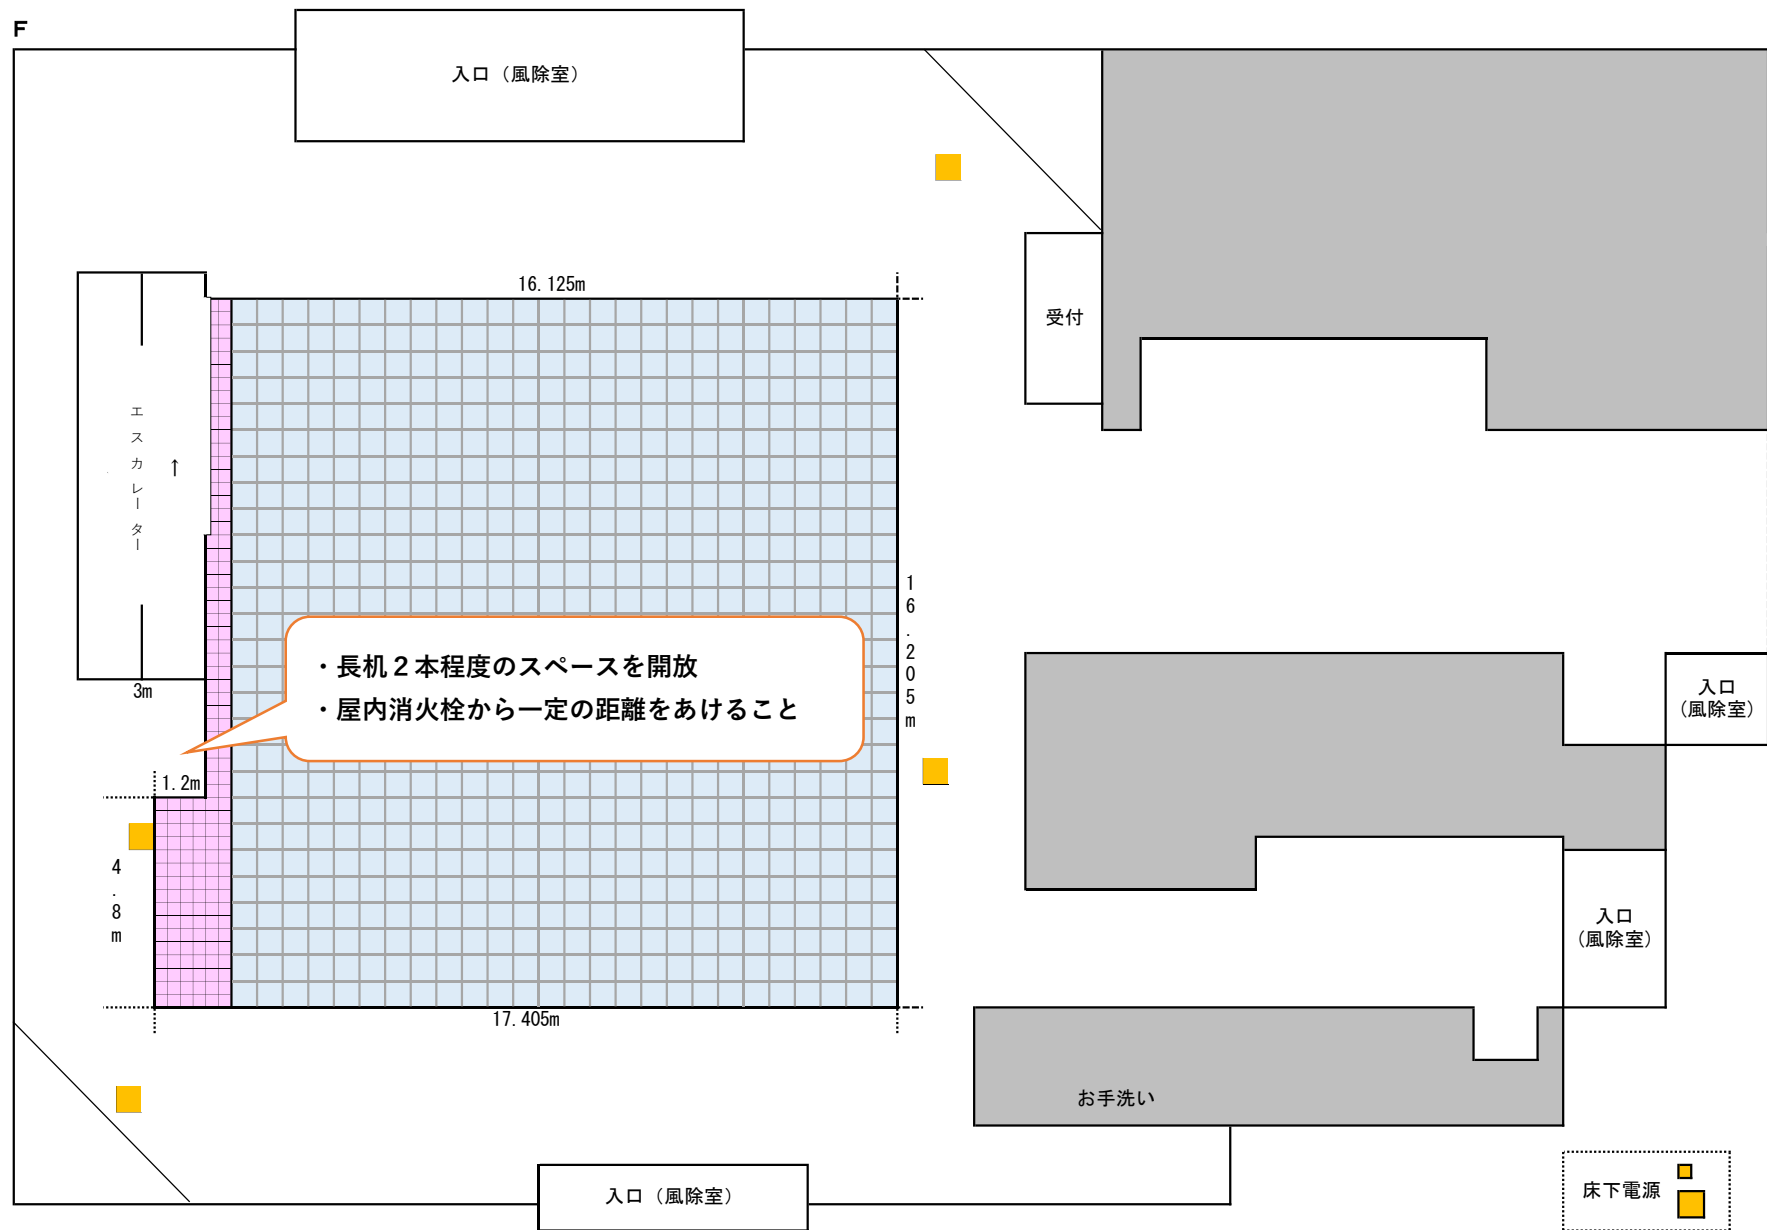 F
入口（風除室）
受付
16.125m
エスカレーター
↑
16.205m
・長机２本程度のスペースを開放
・屋内消火栓から一定の距離をあけること
3m
1.2m
4.8m
17.405m
入口
（風除室）
入口
（風除室）
お手洗い
入口（風除室）
床下電源